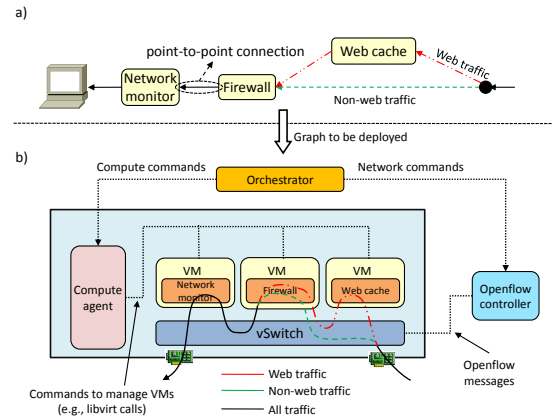 a)
point-to-point connection
Web cache
Web traffic
Network
monitor
Firewall
Non-web traffic
Graph to be deployed
b)
Compute commands
Network commands
Orchestrator
VM
VM
VM
Network
monitor
Firewall
Web cache
Compute
agent
Openflow
controller
vSwitch
Commands to manage VMs
(e.g., libvirt calls)
Web traffic
Non-web traffic
All traffic
Openflow
messages